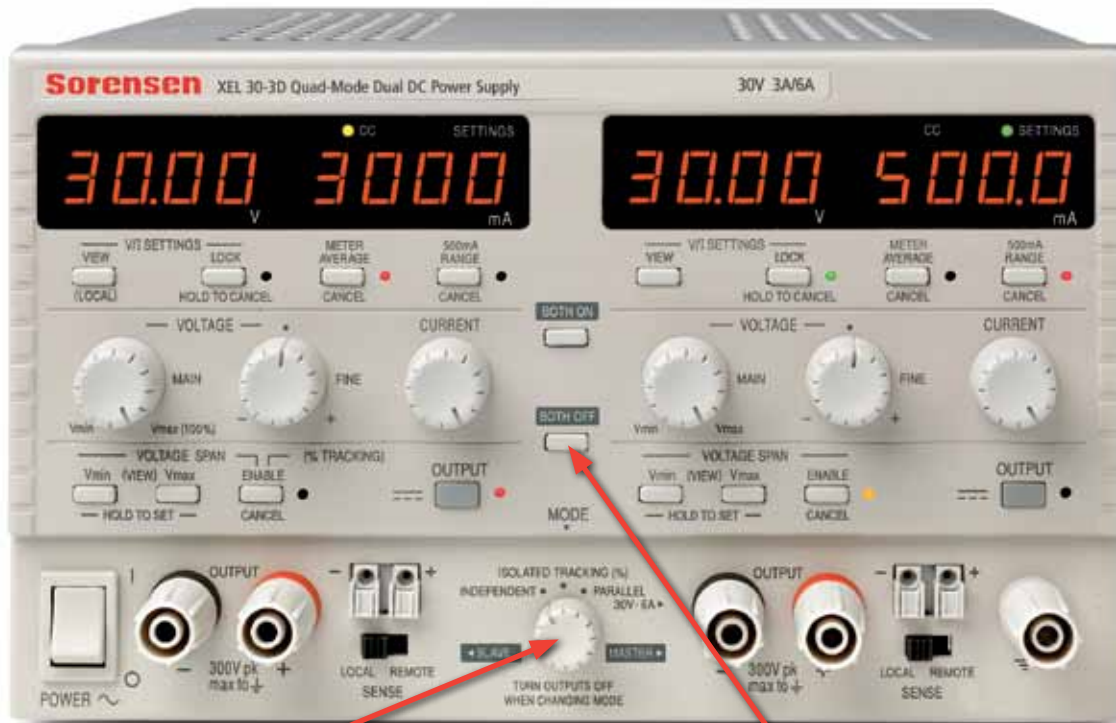 Sorensen XEL 30-3D Quad-Mode Dual DC Power Supply 30V 3A/6A
CC SETTINGS
30.00 V 3000 mA
CC SETTINGS
30.00 V 500.0 mA
V/I SETTINGS
VIEW LOCK
(LOCAL) HOLD TO CANCEL
METER AVERAGE
CANCEL
500mA RANGE
CANCEL
V/I SETTINGS
VIEW LOCK
HOLD TO CANCEL
METER AVERAGE
CANCEL
500mA RANGE
CANCEL
BOTH ON
VOLTAGE CURRENT
MAIN FINE
Vmin Vmax (100%) - +
VOLTAGE CURRENT
MAIN FINE
Vmin Vmax - +
BOTH OFF
VOLTAGE SPAN (% TRACKING)
Vmin (VIEW) Vmax ENABLE
HOLD TO SET CANCEL
OUTPUT
VOLTAGE SPAN
Vmin (VIEW) Vmax ENABLE
HOLD TO SET CANCEL
OUTPUT
MODE
ISOLATED TRACKING (%)
INDEPENDENT PARALLEL
30V - 6A
SLAVE MASTER
TURN OUTPUTS OFF
WHEN CHANGING MODE
I
O
POWER
OUTPUT
- +
300V pk
max to
- +
LOCAL REMOTE
SENSE
OUTPUT
- +
300V pk
max to
- +
LOCAL REMOTE
SENSE